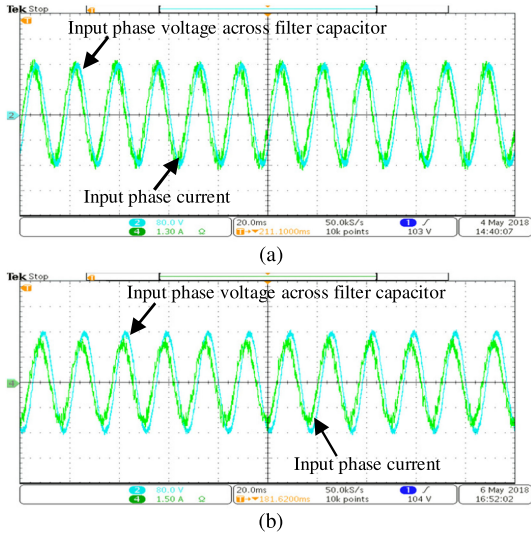 Tek Stop
Input phase voltage across filter capacitor
2
Input phase current
2 80.0 V 20.0ms 50.0kS/s 1 4 May 2018
4 1.30 A Ω T→▼211.1000ms 10k points 103 V 14:40:07
(a)
Tek Stop
Input phase voltage across filter capacitor
Input phase current
2 80.0 V 20.0ms 50.0kS/s 1 6 May 2018
4 1.50 A Ω T→▼181.6200ms 10k points 104 V 16:52:02
(b)